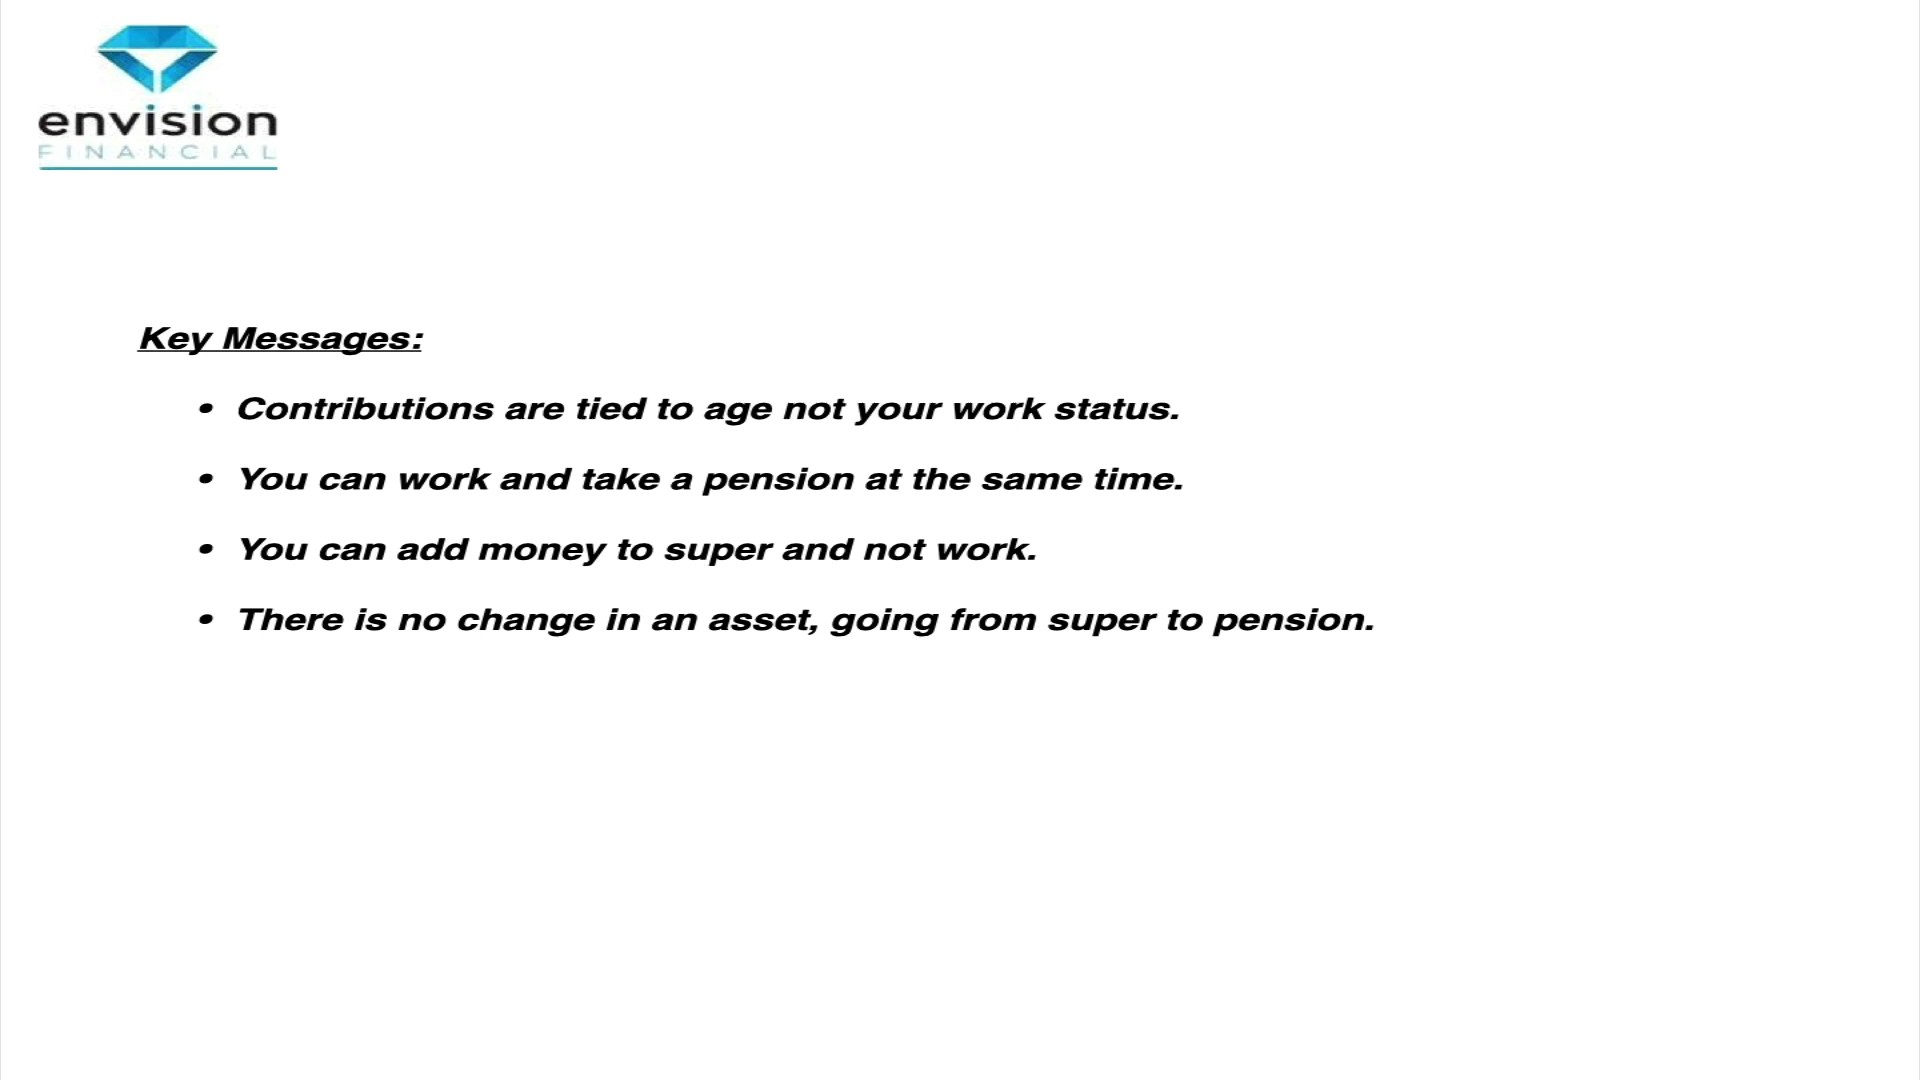 envision
FINANCIAL
Key Messages:
• Contributions are tied to age not your work status.
• You can work and take a pension at the same time.
• You can add money to super and not work.
• There is no change in an asset, going from super to pension.